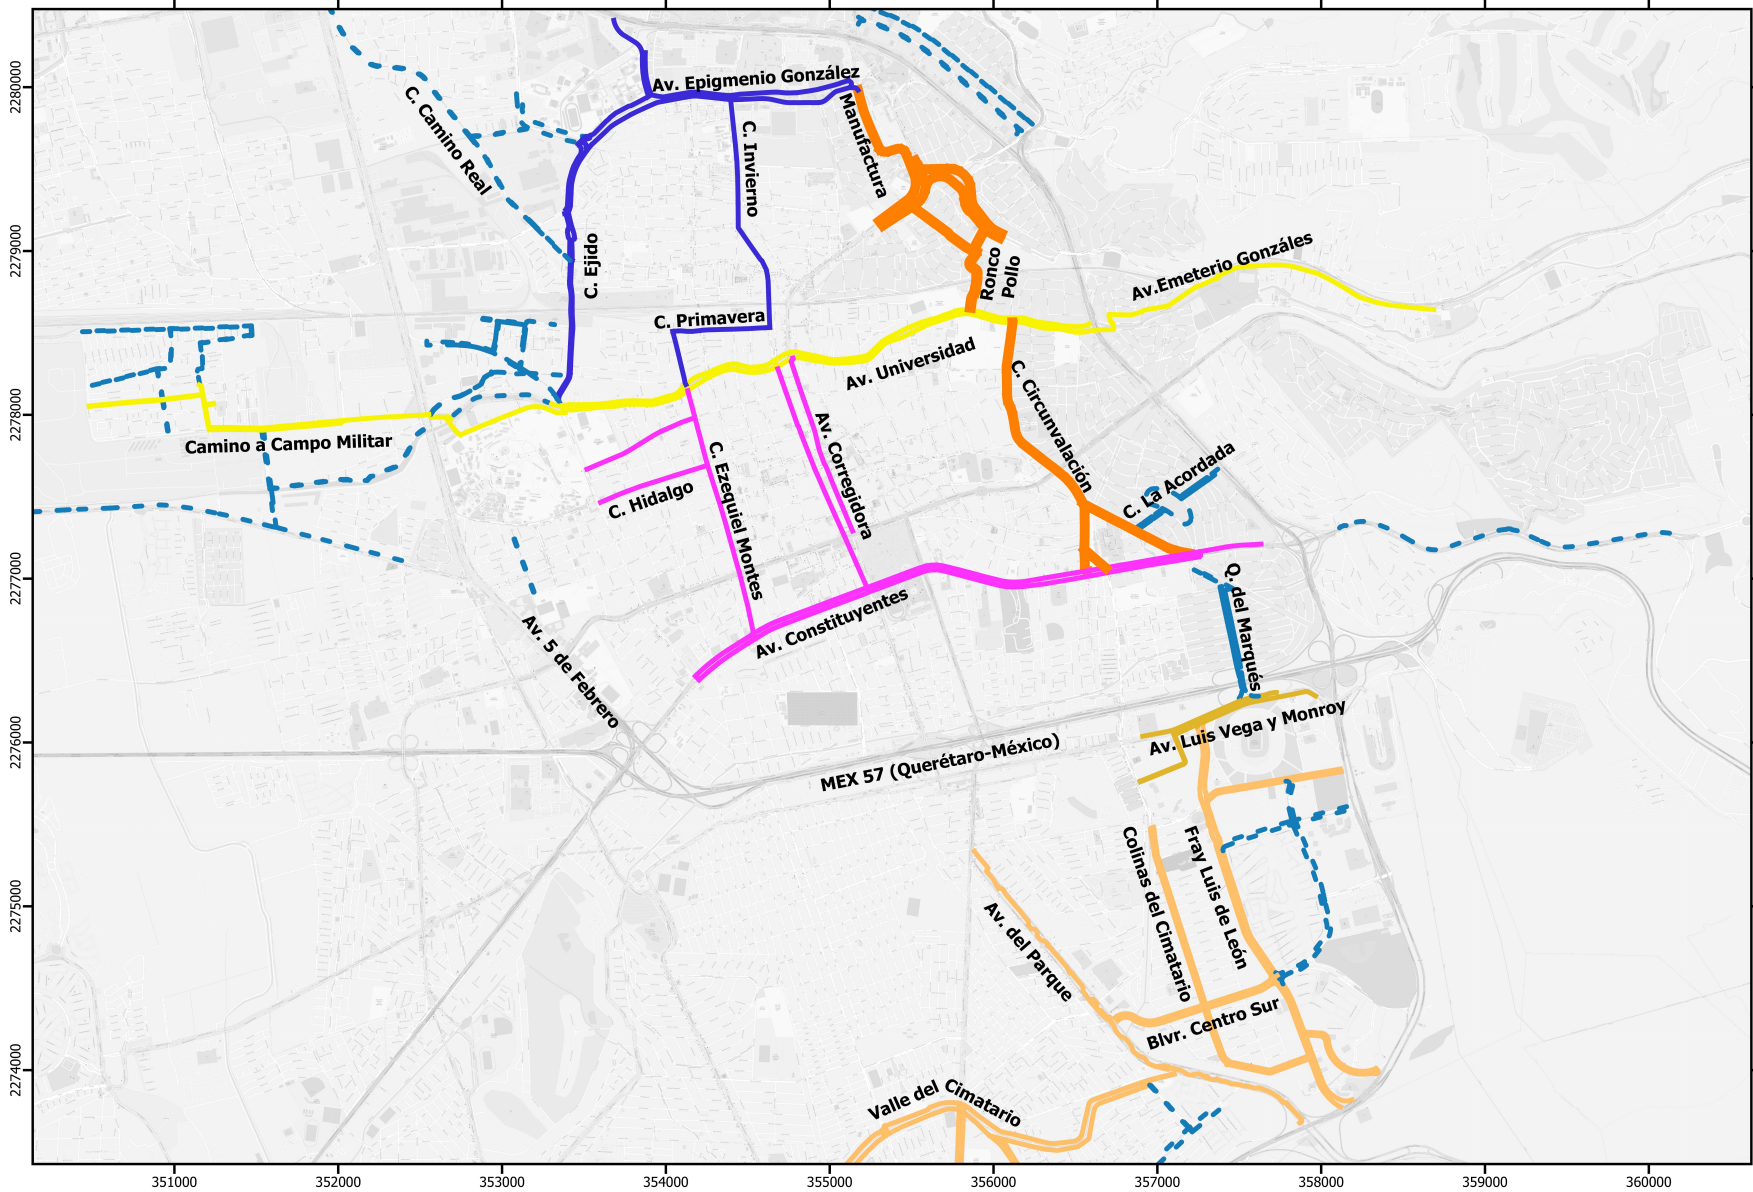 2280000
2279000
2278000
2277000
2276000
2275000
2274000
Av. Epigmenio González
C. Camino Real
Manufactura
C. Invierno
C. Ejido
Ronco
Pollo
Av.Emeterio Gonzáles
C. Primavera
Av. Universidad
C. Circunvalación
Camino a Campo Militar
Av. Corregidora
C. Hidalgo
C. Ezequiel Montes
C. La Acordada
Av. Constituyentes
Q. del Marqués
Av. 5 de Febrero
Av. Luis Vega y Monroy
MEX 57 (Querétaro-México)
Colinas del Cimatario
Fray Luis de León
Av. del Parque
Blvr. Centro Sur
Valle del Cimatario
351000
352000
353000
354000
355000
356000
357000
358000
359000
360000